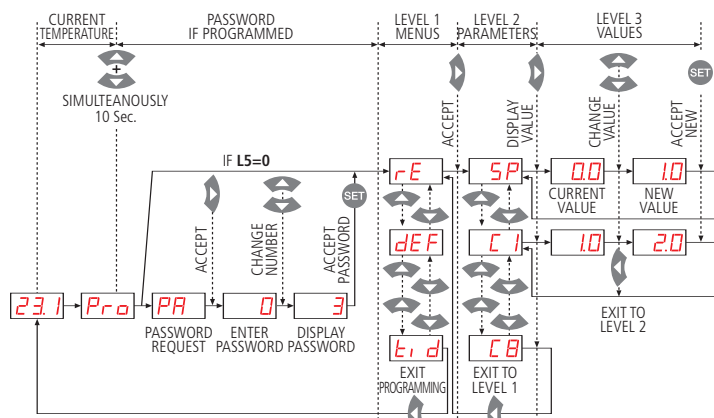 CURRENT
TEMPERATURE
PASSWORD
IF PROGRAMMED
LEVEL 1
MENUS
LEVEL 2
PARAMETERS
LEVEL 3
VALUES
+
SIMULTEANOUSLY
10 Sec.
ACCEPT
DISPLAY
VALUE
CHANGE
VALUE
SET
ACCEPT
NEW
IF L5=0
rE
SP
0.0
1.0
CURRENT
VALUE
NEW
VALUE
ACCEPT
CHANGE
NUMBER
SET
ACCEPT
PASSWORD
dEF
C1
1.0
2.0
EXIT TO
LEVEL 2
23.1
Pro
PA
0
3
PASSWORD
REQUEST
ENTER
PASSWORD
DISPLAY
PASSWORD
tid
C8
EXIT
PROGRAMMING
EXIT TO
LEVEL 1